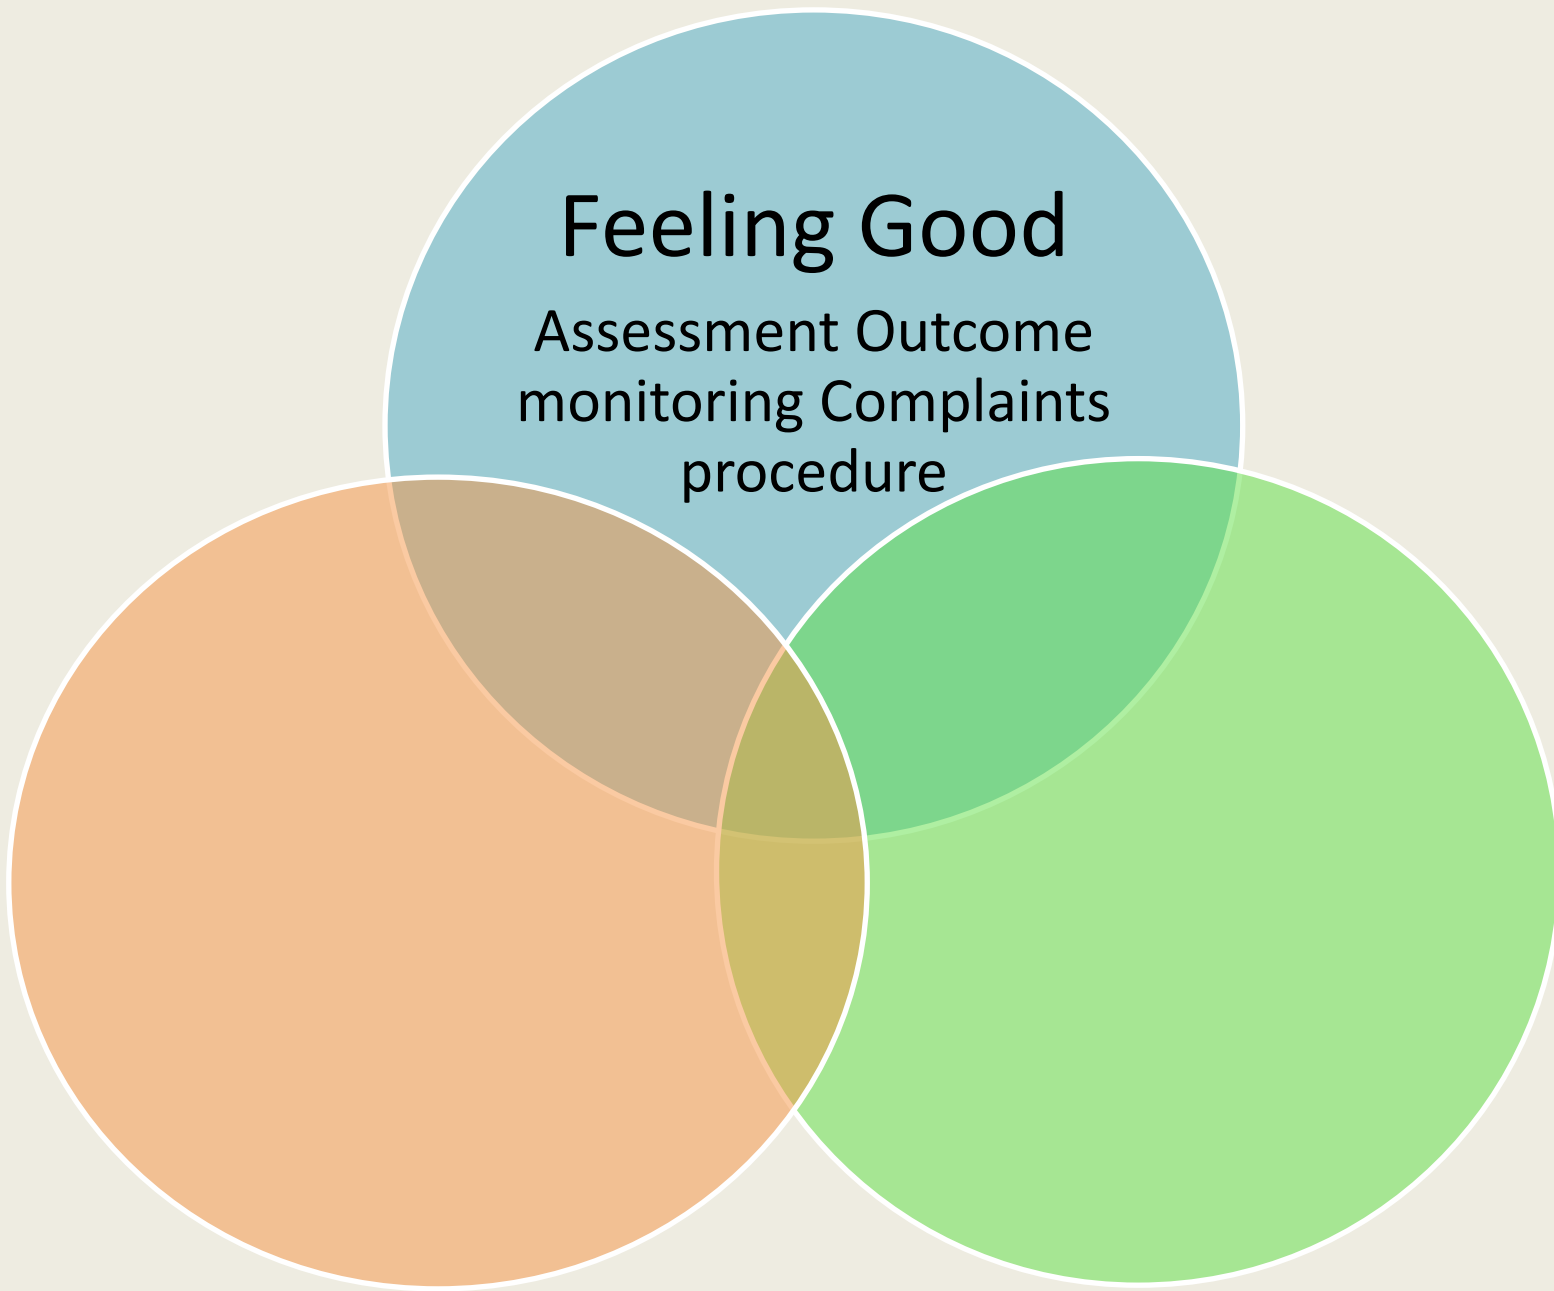 Feeling Good
Assessment Outcome
monitoring Complaints
procedure